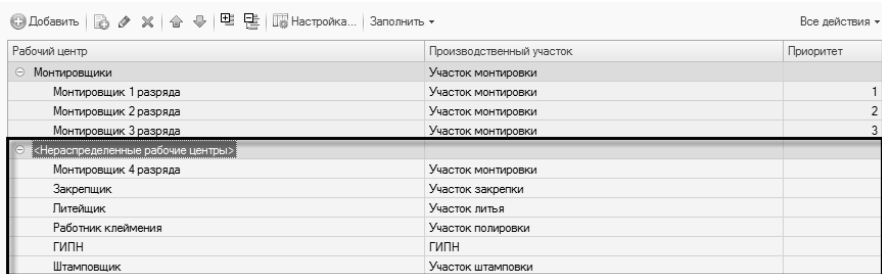 Добавить Настройка... Заполнить Все действия
Рабочий центр Производственный участок Приоритет
Монтировщики Участок монтировки
Монтировщик 1 разряда Участок монтировки 1
Монтировщик 2 разряда Участок монтировки 2
Монтировщик 3 разряда Участок монтировки 3
<Нераспределенные рабочие центры>
Монтировщик 4 разряда Участок монтировки
Закрепщик Участок закрепки
Литейщик Участок литья
Работник клеймения Участок полировки
ГИПН ГИПН
Штамповщик Участок штамповки